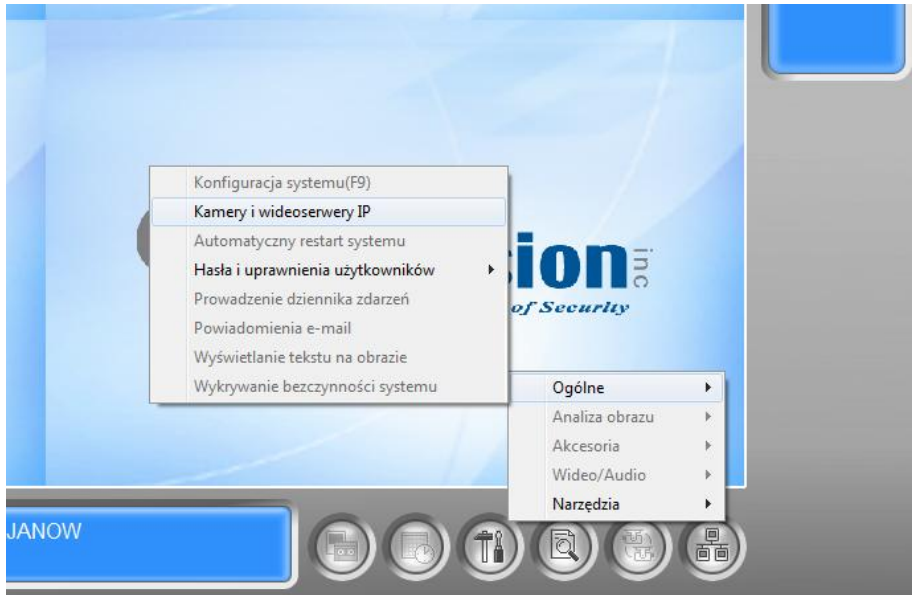 Konfiguracja systemu(F9)
Kamery i wideoserwery IP
Automatyczny restart systemu
Hasła i uprawnienia użytkowników
Prowadzenie dziennika zdarzeń
Powiadomienia e-mail
Wyświetlanie tekstu na obrazie
Wykrywanie bezczynności systemu
ion inc
of Security
Ogólne
Analiza obrazu
Akcesoria
Wideo/Audio
Narzędzia
JANOW